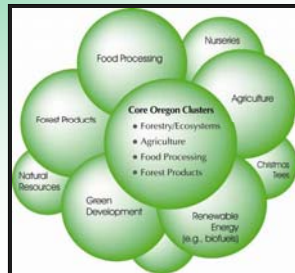 Nurseries
Food Processing
Agriculture
Forest Products
Core Oregon Clusters
• Forestry/Ecosystems
• Agriculture
• Food Processing
• Forest Products
Christmas
Trees
Natural
Resources
Green
Development
Renewable
Energy
(e.g., biofuels)